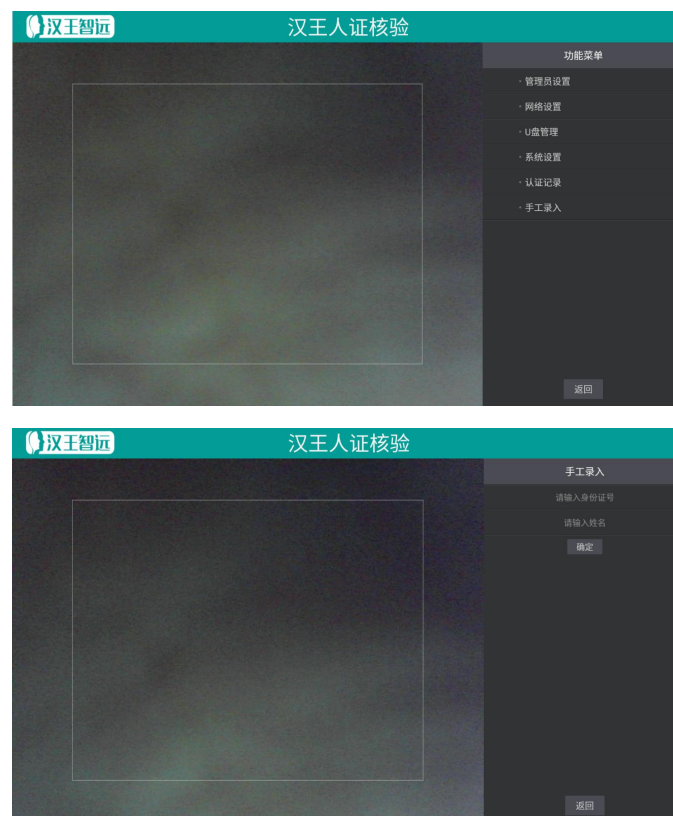 汉王智远
汉王人证核验
功能菜单
· 管理员设置
· 网络设置
· U盘管理
· 系统设置
· 认证记录
· 手工录入
返回
汉王智远
汉王人证核验
手工录入
请输入身份证号
请输入姓名
确定
返回